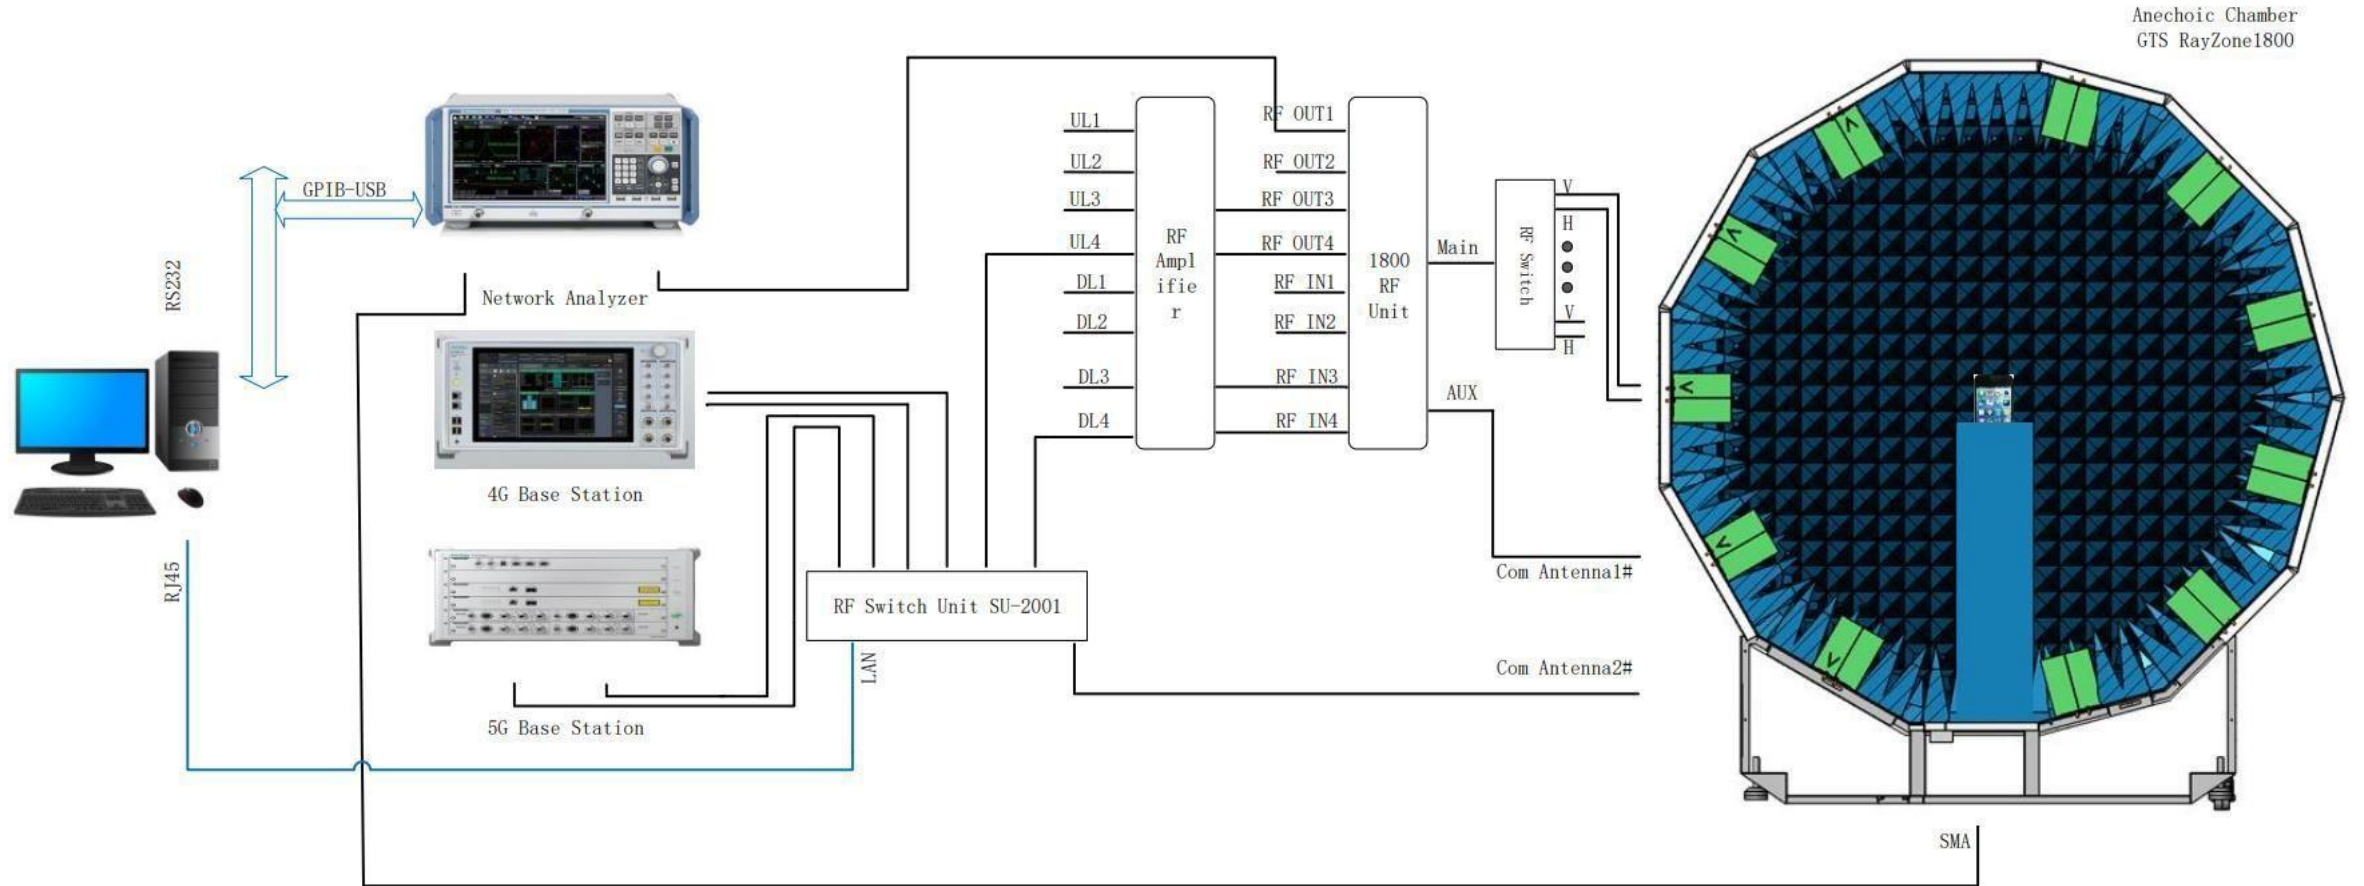 Anechoic Chamber
GTS RayZone1800
GPIB-USB
RS232
Network Analyzer
4G Base Station
5G Base Station
RJ45
LAN
RF Switch Unit SU-2001
UL1
UL2
UL3
UL4
DL1
DL2
DL3
DL4
RF
Ampl
ifie
r
RF OUT1
RF OUT2
RF OUT3
RF OUT4
RF IN1
RF IN2
RF IN3
RF IN4
1800
RF
Unit
Main
AUX
RF Switch
V
H
V
H
Com Antenna1#
Com Antenna2#
V
V
V
V
V
SMA